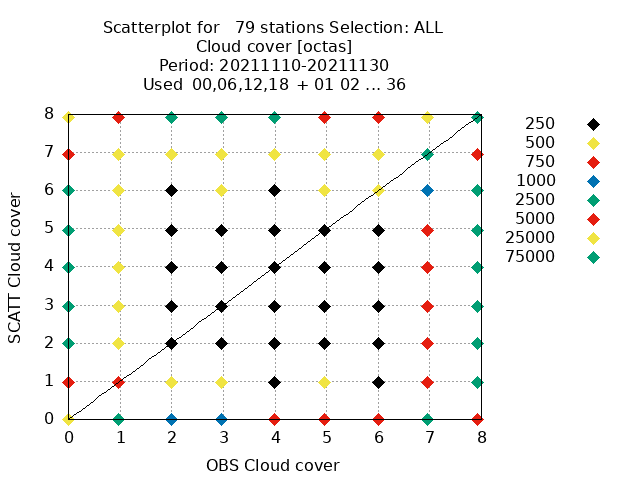 Scatterplot for 79 stations Selection: ALL
Cloud cover [octas]
Period: 20211110-20211130
Used 00,06,12,18 + 01 02 ... 36
SCATT Cloud cover
8
7
6
5
4
3
2
1
0
0 1 2 3 4 5 6 7 8
OBS Cloud cover
250
500
750
1000
2500
5000
25000
75000